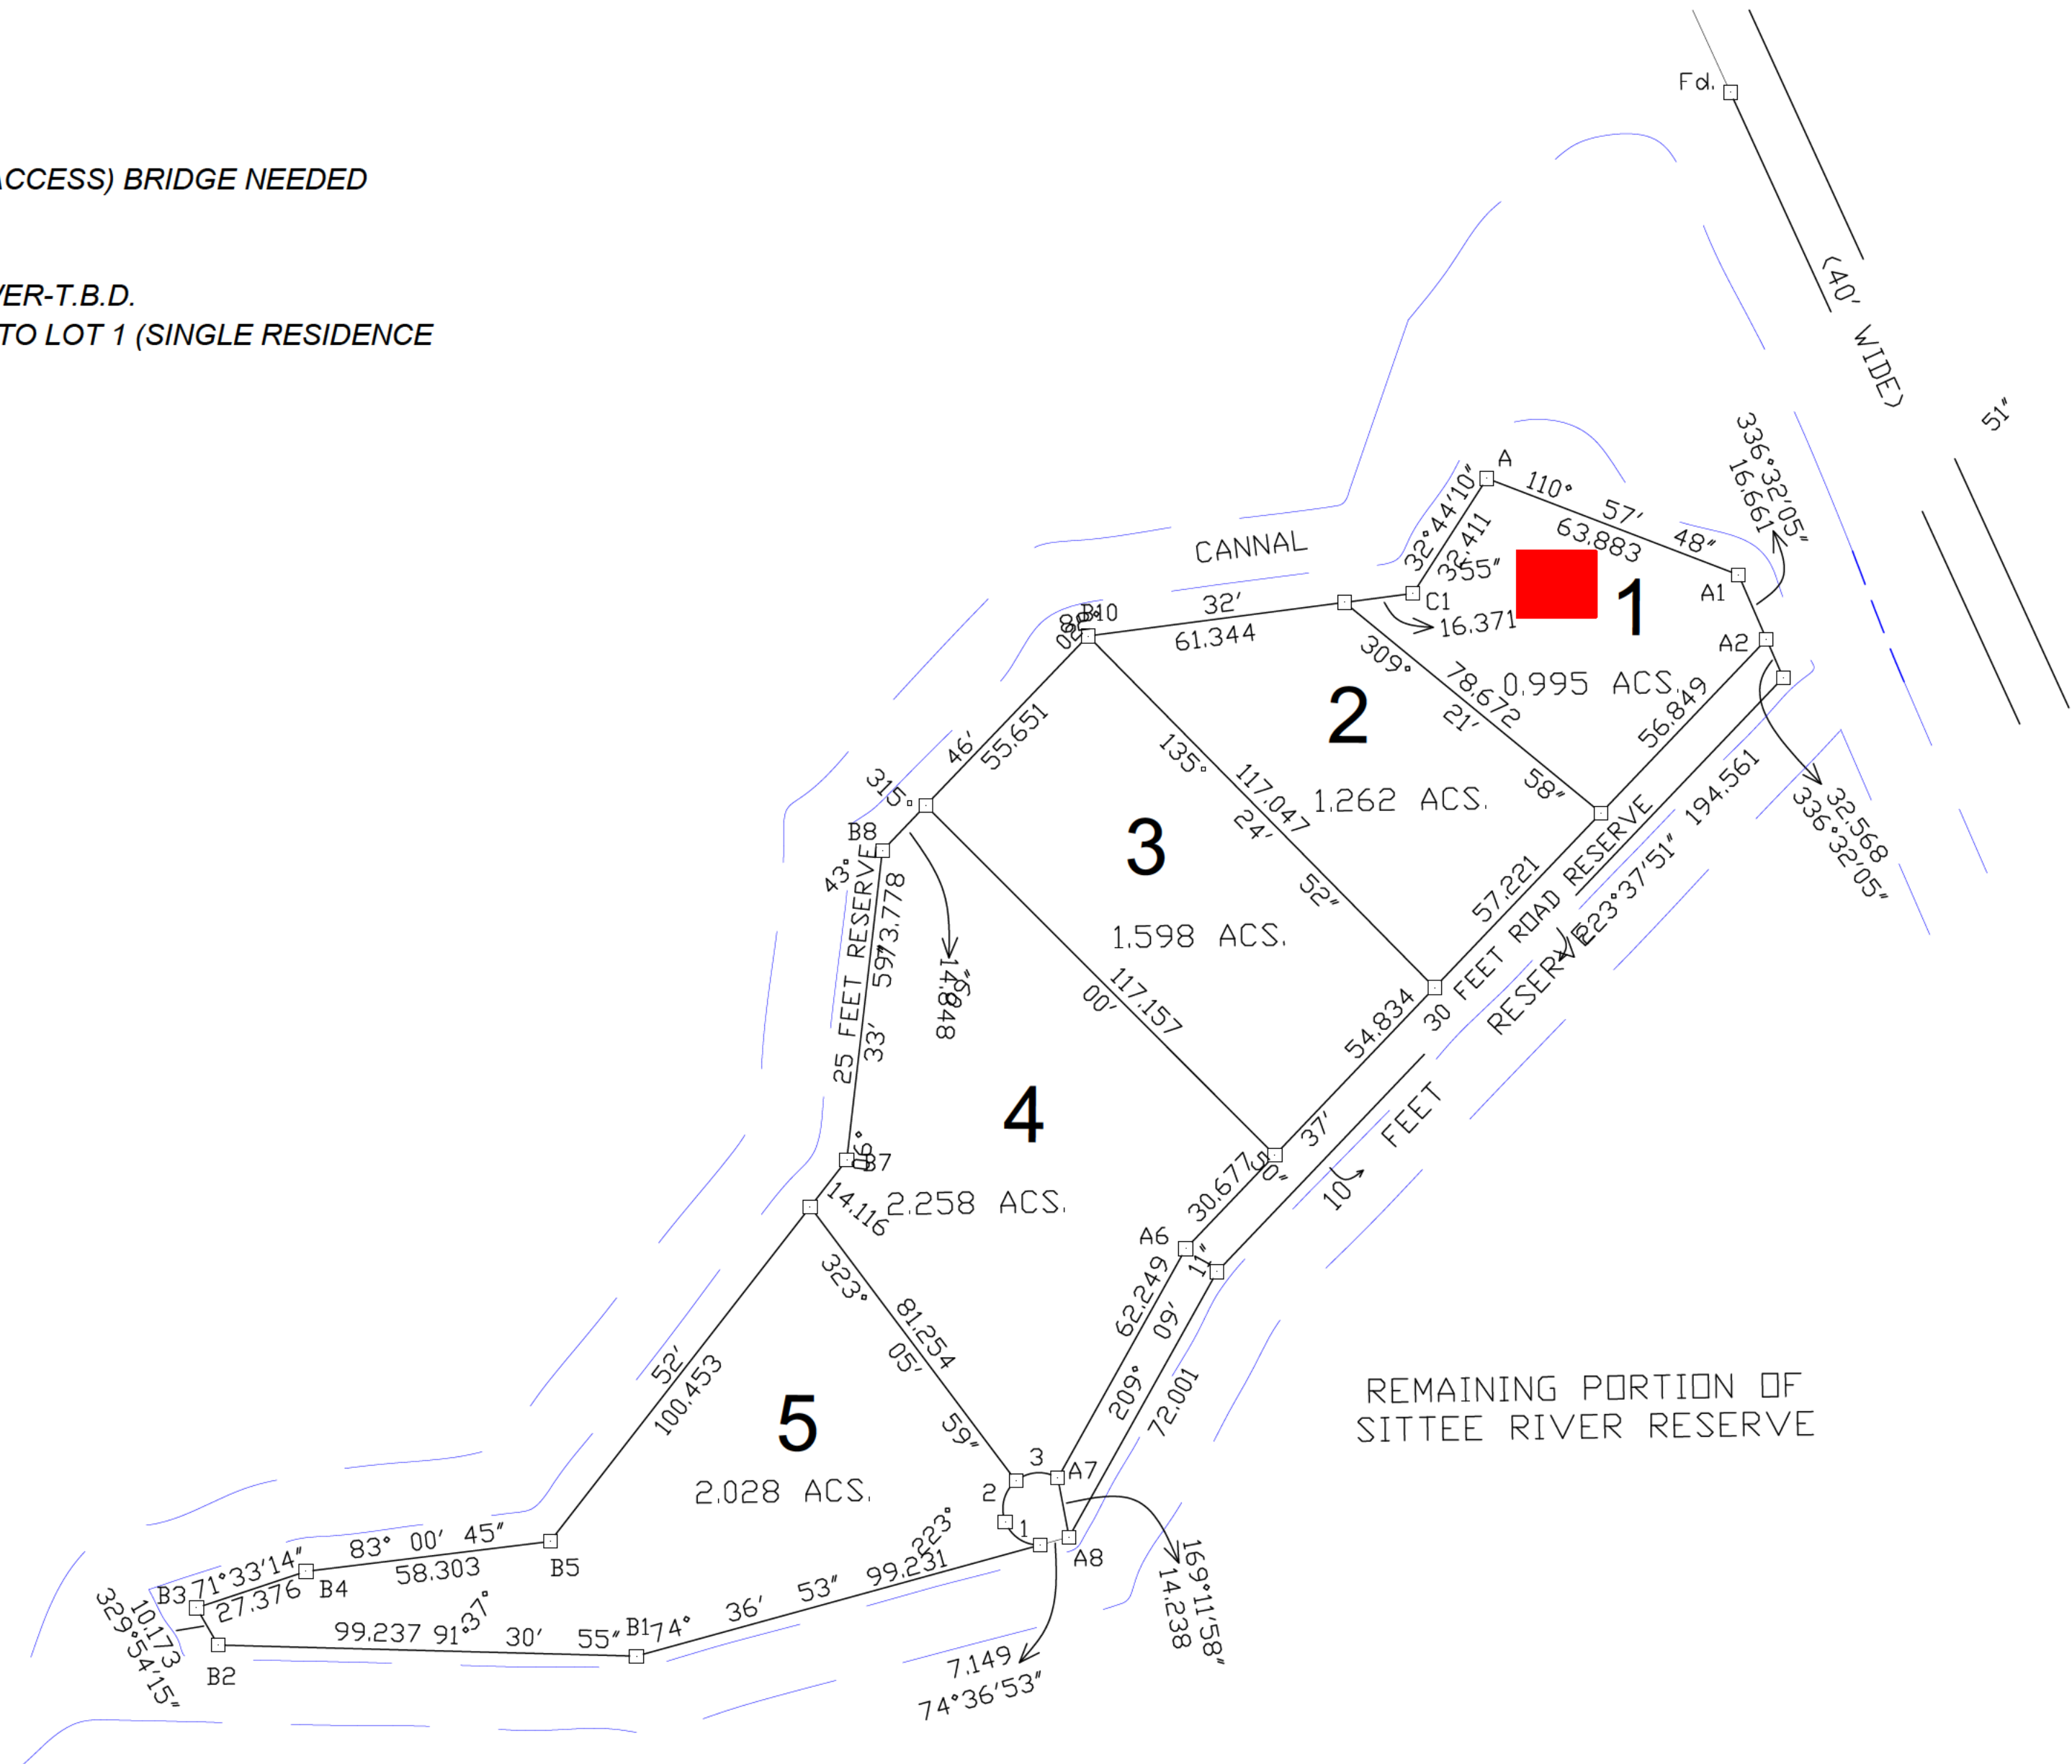 Fd.
ACCESS) BRIDGE NEEDED
VER-T.B.D.
TO LOT 1 (SINGLE RESIDENCE
(40' WIDE)
51"
336°32'05"
16.661
A
110° 57' 48"
63.883
32°44'10"
32.411
CANNAL
55"
1
A1
C1
16.371
B10
32'
61.344
A2
309° 21' 58"
78.672
0.995 ACS.
56.849
2
135° 24' 52"
117.047
1.262 ACS.
46'
55.651
315°
194.561
32.568
336°32'05"
B8
43°
3
1.598 ACS.
57.221
223°37'51"
30 FEET ROAD RESERVE
10 FEET RESERVE
25 FEET RESERVE
59"
73.778
33'
06°
14.848
09"
00'
117.157
54.834
37'
50"
4
B7
14.116
2.258 ACS.
30.677
A6
11"
62.249
09'
209°
72.001
323° 05' 59"
81.254
52'
100.453
REMAINING PORTION OF
SITTEE RIVER RESERVE
5
2.028 ACS.
3
A7
2
1
A8
223°
83° 00' 45"
58.303
B5
B3
71°33'14"
27.376
B4
10.173
329°54'15"
B2
99.237
91° 30' 55"
37°
B1
74° 36' 53"
99.231
169°11'58"
14.238
7.149
74°36'53"